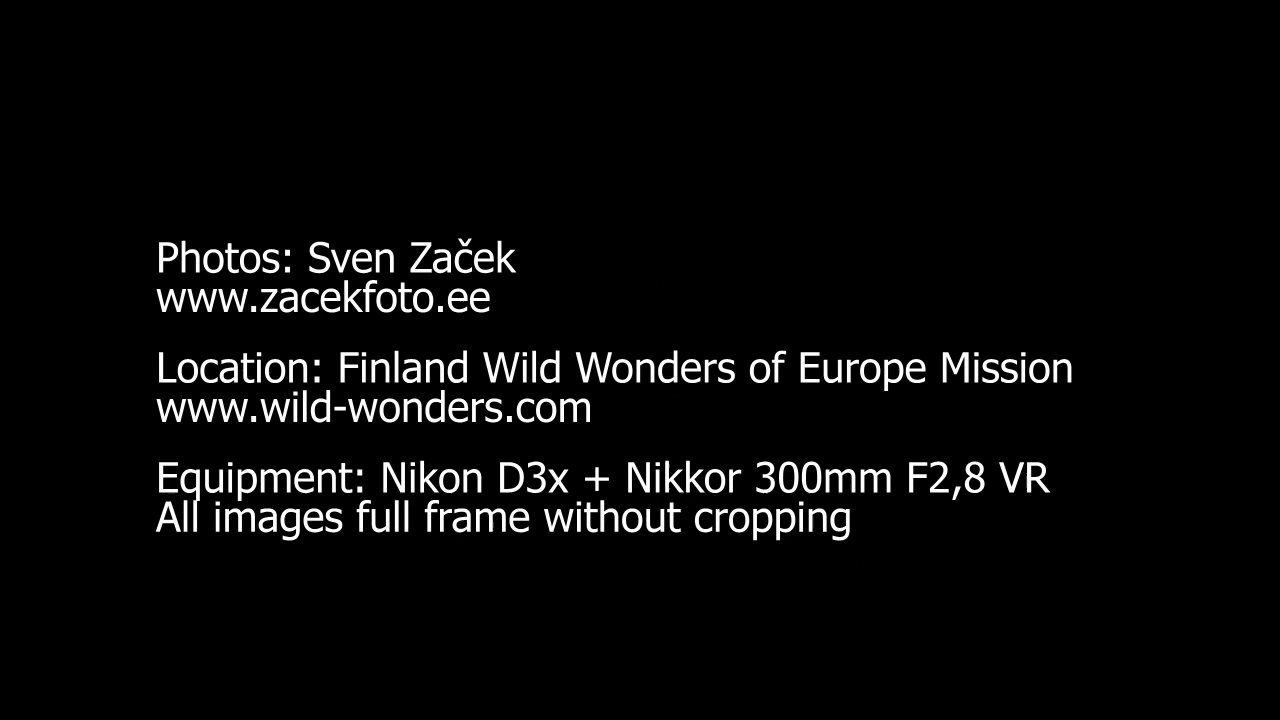 Photos: Sven Začek
www.zacekfoto.ee
Location: Finland Wild Wonders of Europe Mission
www.wild-wonders.com
Equipment: Nikon D3x + Nikkor 300mm F2,8 VR
All images full frame without cropping